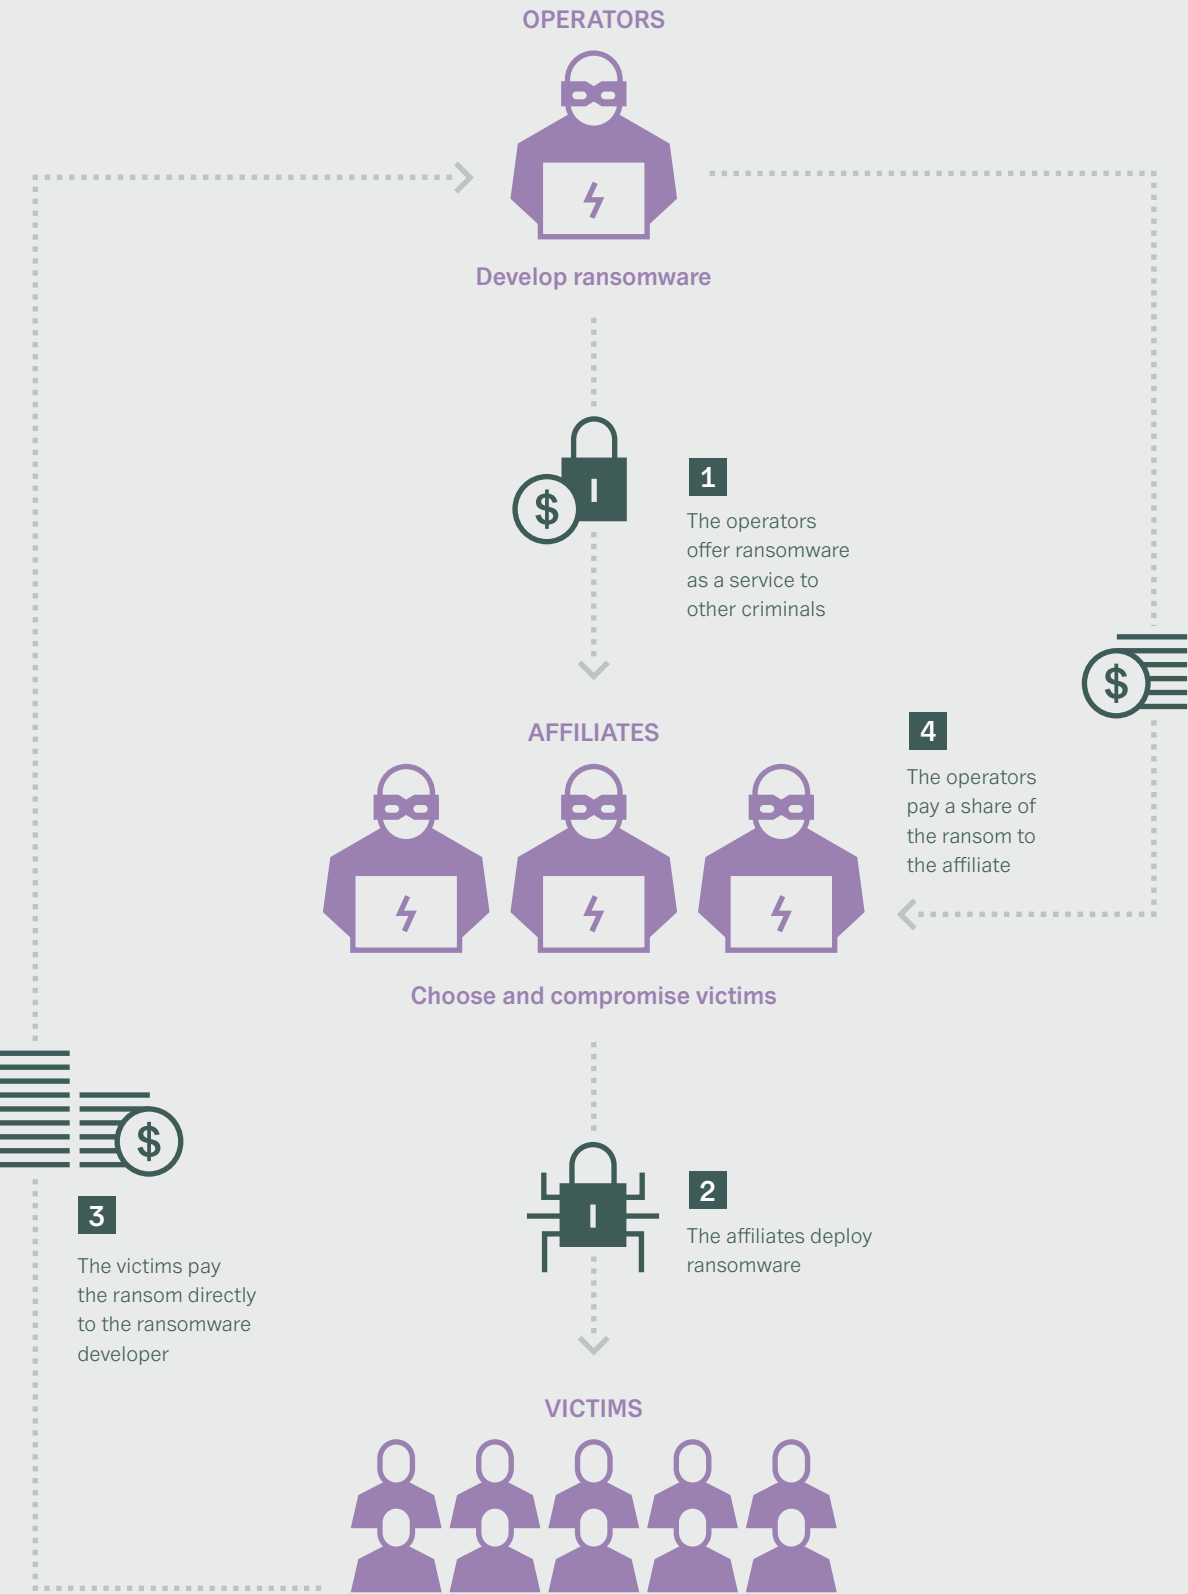 OPERATORS
Develop ransomware
$
1
The operators
offer ransomware
as a service to
other criminals
$
AFFILIATES
4
The operators
pay a share of
the ransom to
the affiliate
Choose and compromise victims
$
2
The affiliates deploy
ransomware
3
The victims pay
the ransom directly
to the ransomware
developer
VICTIMS